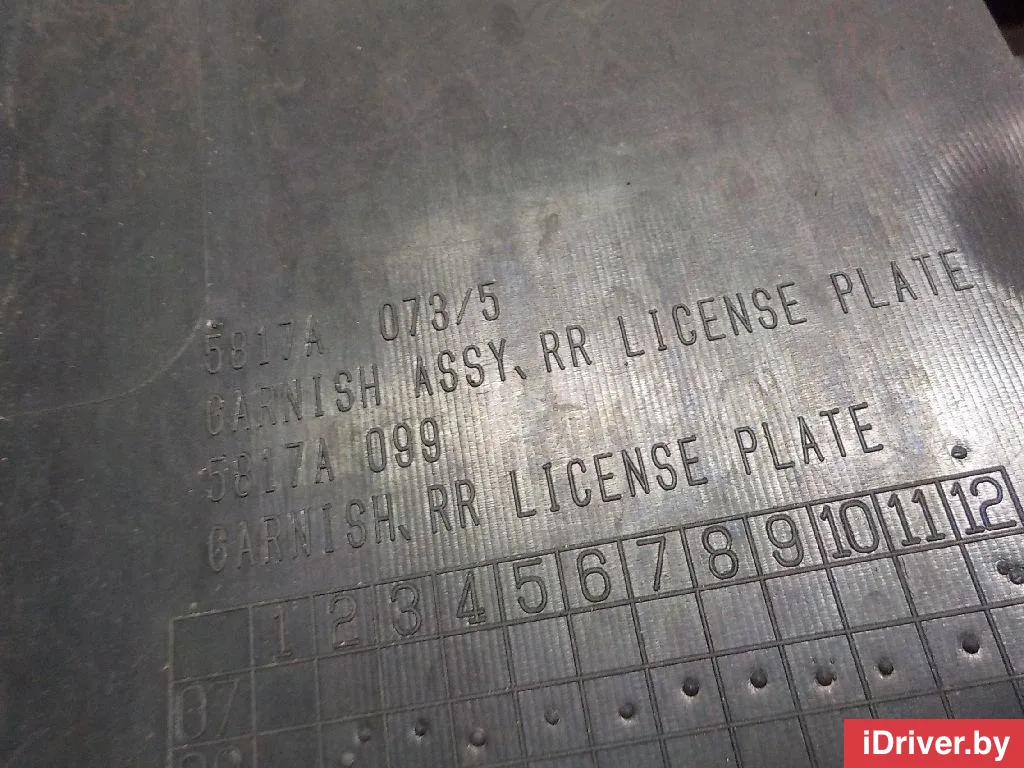 5817A 073/5
GARNISH ASSY、RR LICENSE PLATE
5817A 099
GARNISH、RR LICENSE PLATE
1 2 3 4 5 6 7 8 9 10 11 12
07
iDriver.by